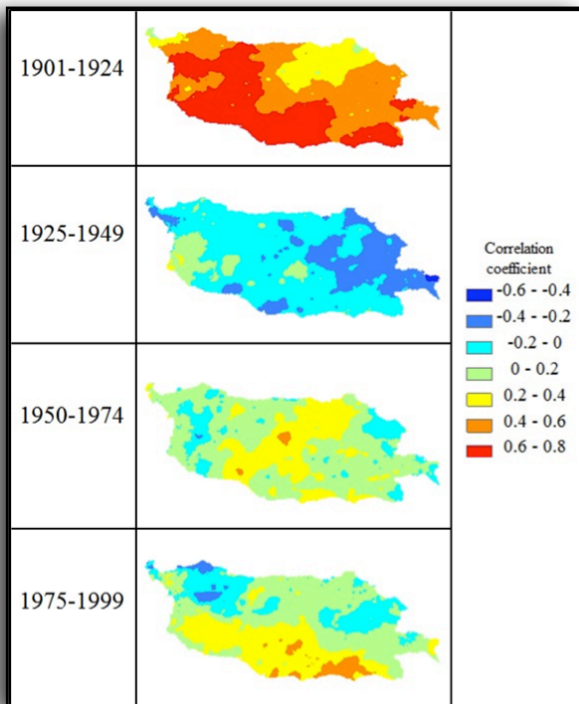 1901-1924
1925-1949
1950-1974
1975-1999
Correlation
coefficient
-0.6 - -0.4
-0.4 - -0.2
-0.2 - 0
0 - 0.2
0.2 - 0.4
0.4 - 0.6
0.6 - 0.8